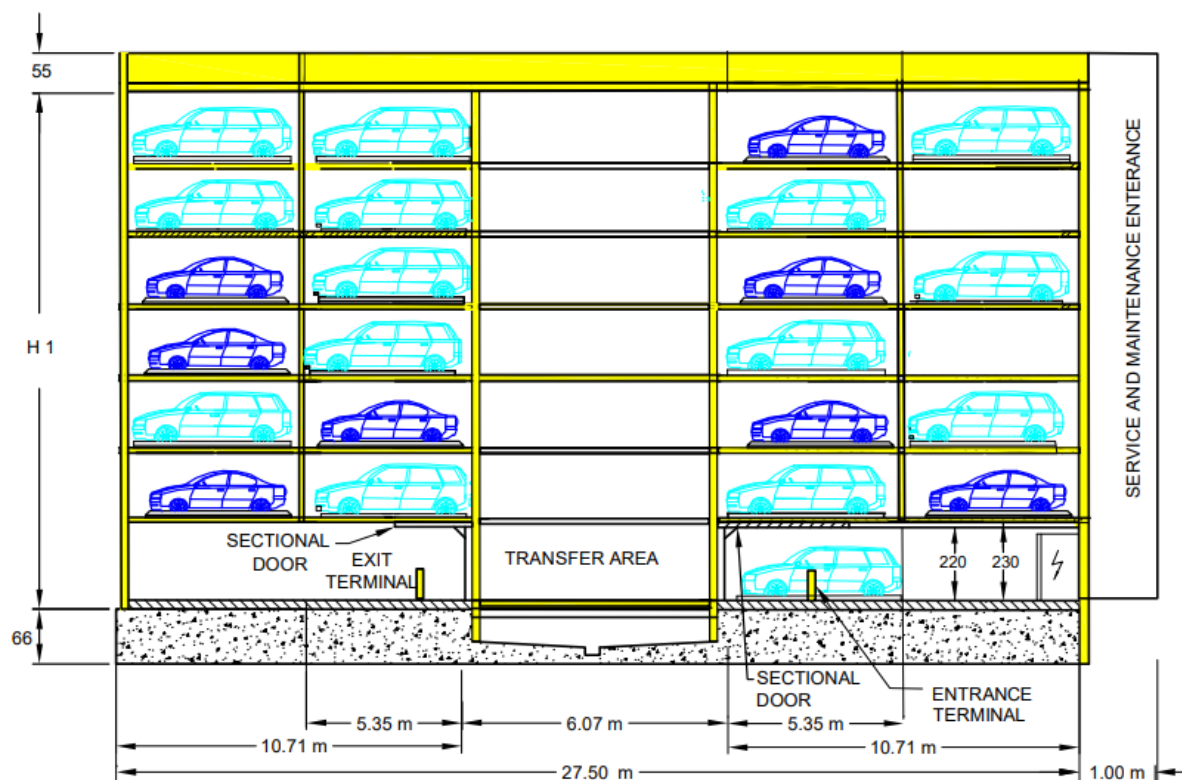 55
H 1
66
SERVICE AND MAINTENANCE ENTERANCE
SECTIONAL
DOOR
EXIT
TERMINAL
TRANSFER AREA
220
230
SECTIONAL
DOOR
ENTRANCE
TERMINAL
5.35 m
6.07 m
5.35 m
10.71 m
10.71 m
27.50 m
1.00 m